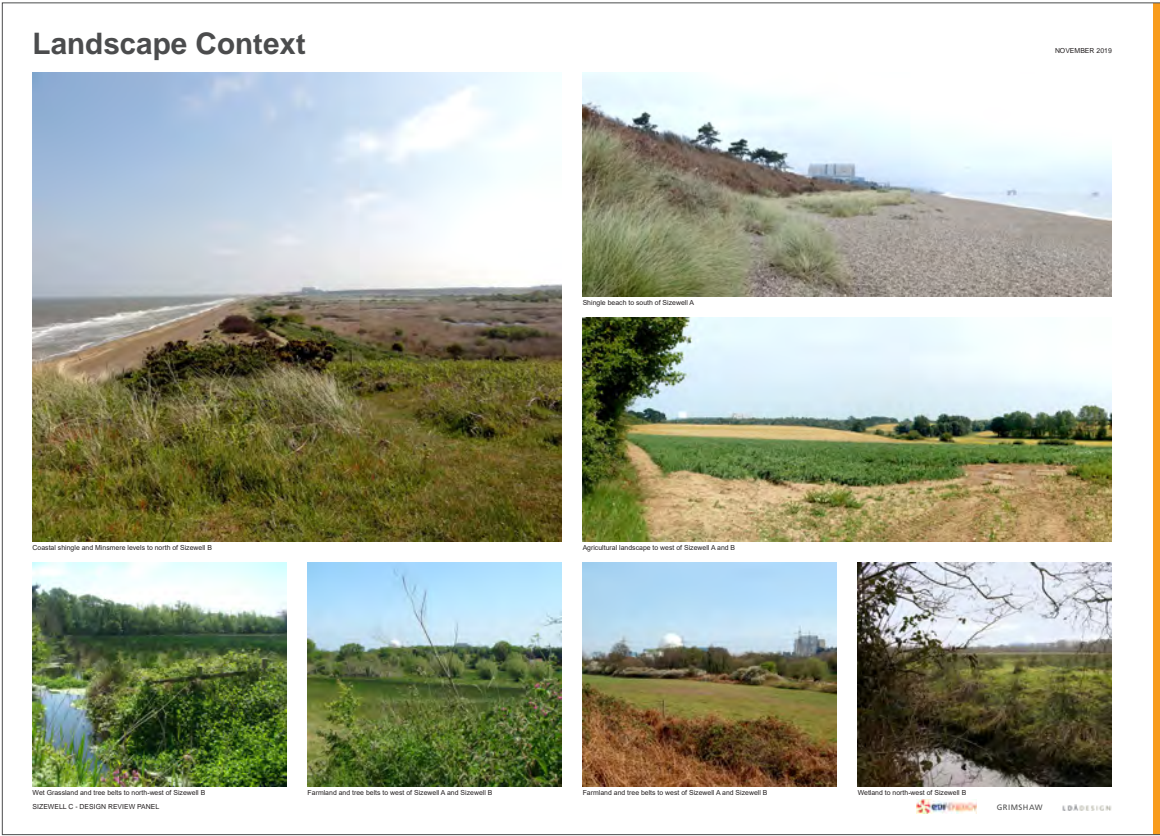 Landscape Context
NOVEMBER 2019
Shingle beach to south of Sizewell A
Coastal shingle and Minsmere levels to north of Sizewell B
Agricultural landscape to west of Sizewell A and B
Wet Grassland and tree belts to north-west of Sizewell B
Farmland and tree belts to west of Sizewell A and Sizewell B
Farmland and tree belts to west of Sizewell A and Sizewell B
Wetland to north-west of Sizewell B
SIZEWELL C - DESIGN REVIEW PANEL
eDF ENERGY
GRIMSHAW
LDĀDESIGN